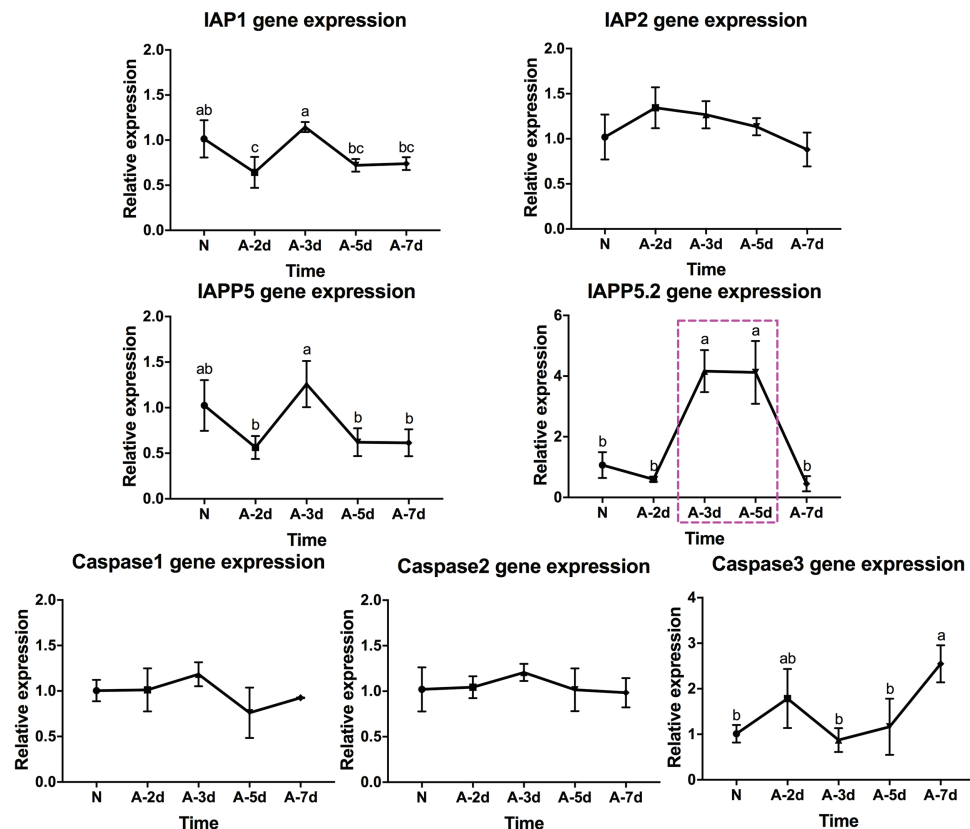 IAP1 gene expression
Relative expression
2.0
1.5
1.0
0.5
0.0
ab
c
a
bc
bc
N A-2d A-3d A-5d A-7d
Time
IAP2 gene expression
Relative expression
2.0
1.5
1.0
0.5
0.0
N A-2d A-3d A-5d A-7d
Time
IAPP5 gene expression
Relative expression
2.0
1.5
1.0
0.5
0.0
ab
b
a
b
b
N A-2d A-3d A-5d A-7d
Time
IAPP5.2 gene expression
Relative expression
6
4
2
0
b
b
a
a
b
N A-2d A-3d A-5d A-7d
Time
Caspase1 gene expression
Relative expression
2.0
1.5
1.0
0.5
0.0
N A-2d A-3d A-5d A-7d
Time
Caspase2 gene expression
Relative expression
2.0
1.5
1.0
0.5
0.0
N A-2d A-3d A-5d A-7d
Time
Caspase3 gene expression
Relative expression
4
3
2
1
0
b
ab
b
b
a
N A-2d A-3d A-5d A-7d
Time